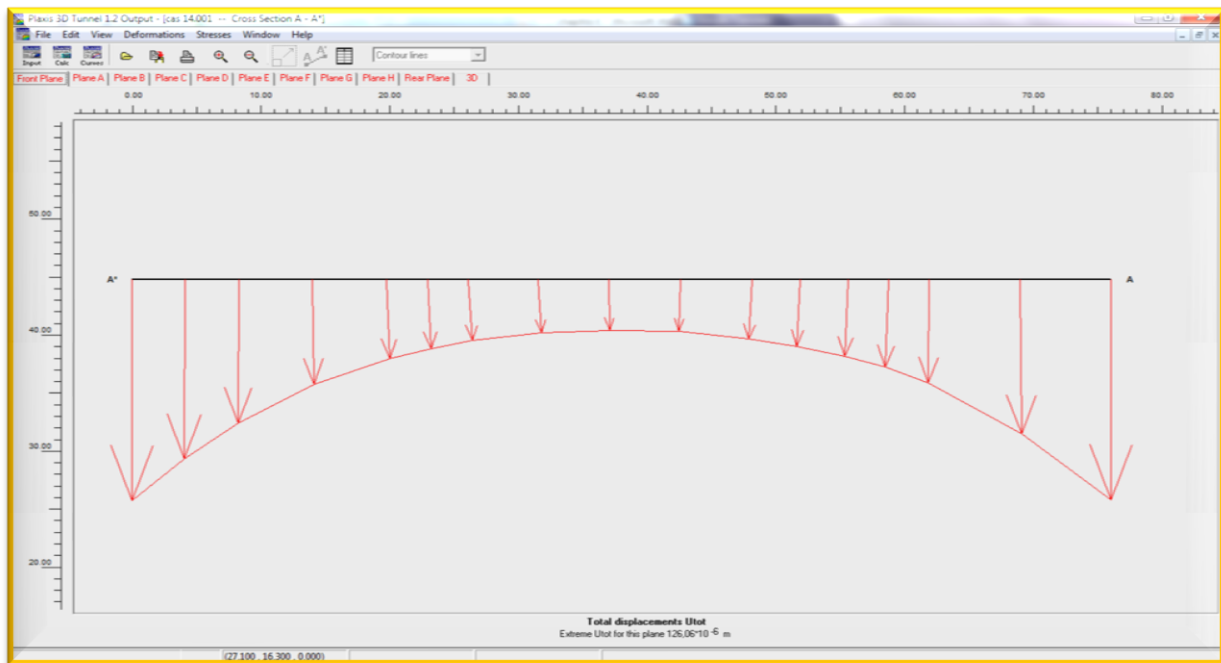 Plaxis 3D Tunnel 1.2 Output - [cas 14.001 -- Cross Section A - A*]
File Edit View Deformations Stresses Window Help
Input Calc Curves Contour lines
Front Plane Plane A Plane B Plane C Plane D Plane E Plane F Plane G Plane H Rear Plane 3D
0.00 10.00 20.00 30.00 40.00 50.00 60.00 70.00 80.00
50.00
A* A
40.00
30.00
20.00
Total displacements Utot
Extreme Utot for this plane 126,06*10⁻⁶ m
(27.100 , 16.300 , 0.000)